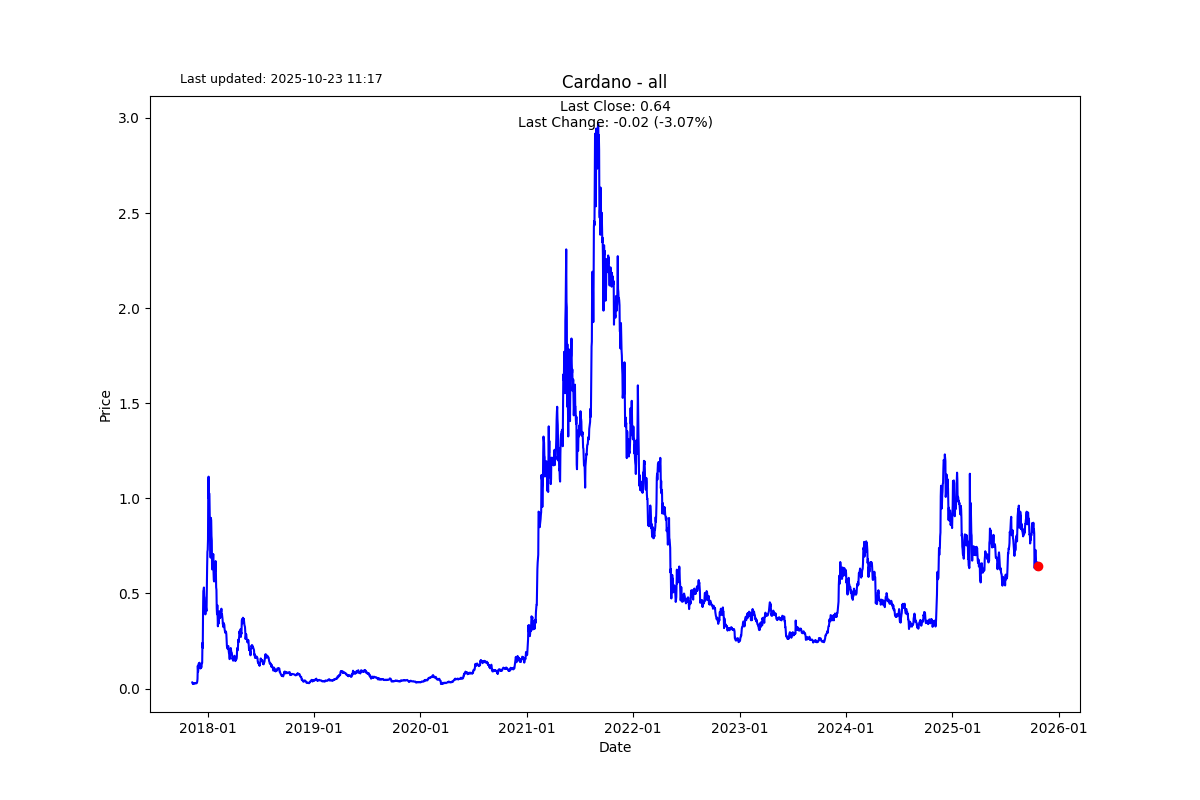 Last updated: 2025-10-23 11:17
Cardano - all
Last Close: 0.64
Last Change: -0.02 (-3.07%)
3.0
2.5
2.0
1.5
1.0
0.5
0.0
Price
2018-01 2019-01 2020-01 2021-01 2022-01 2023-01 2024-01 2025-01 2026-01
Date